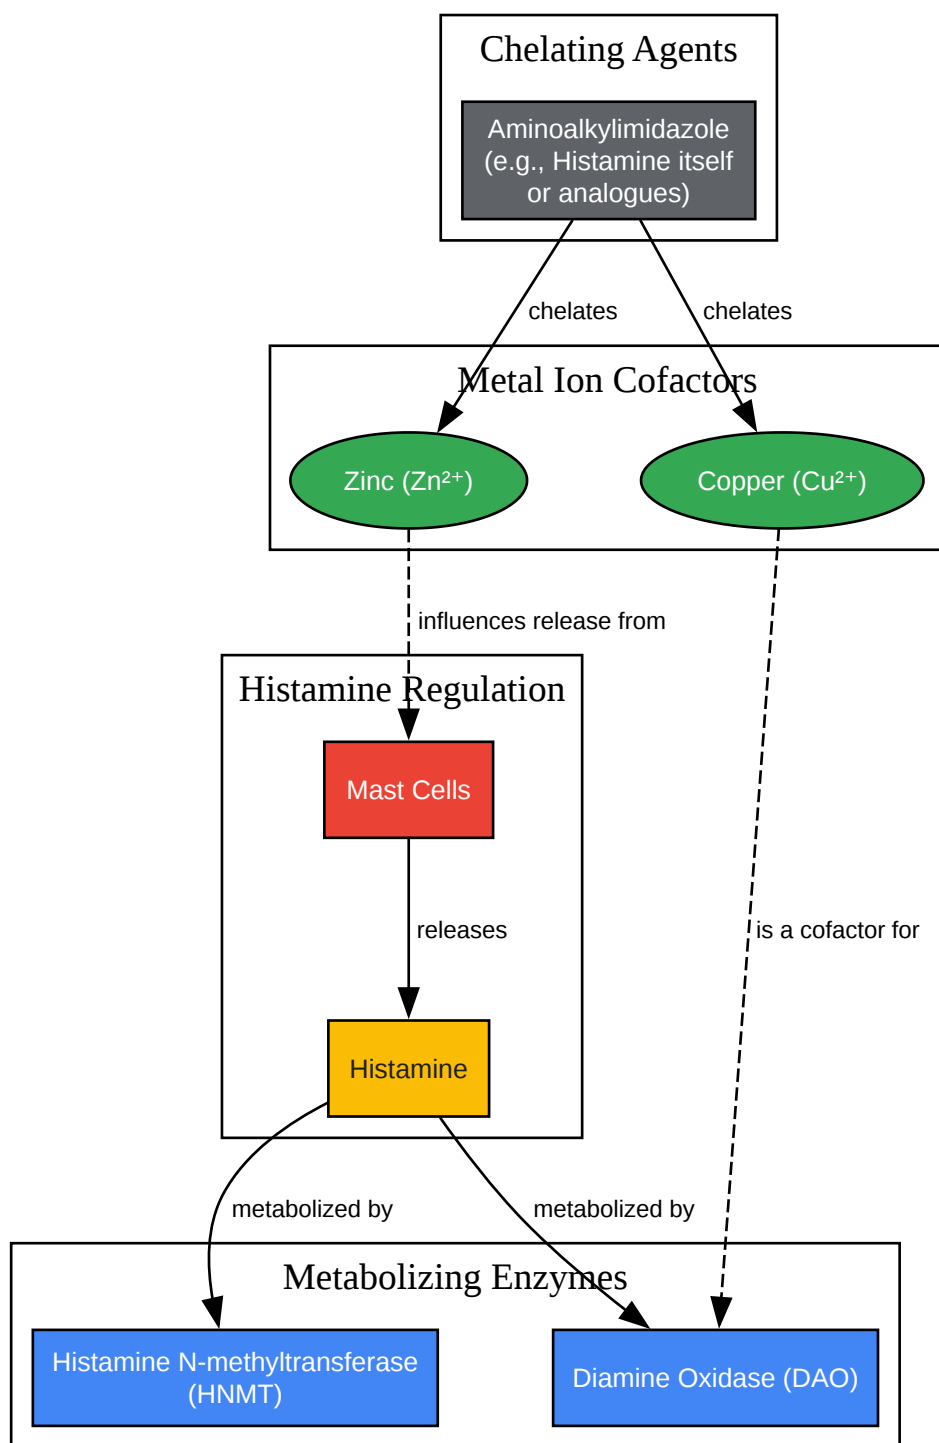 Chelating Agents
Aminoalkylimidazole
(e.g., Histamine itself
or analogues)
chelates
chelates
Metal Ion Cofactors
Zinc (Zn²⁺)
Copper (Cu²⁺)
influences release from
Histamine Regulation
Mast Cells
releases
is a cofactor for
Histamine
metabolized by
metabolized by
Metabolizing Enzymes
Histamine N-methyltransferase
(HNMT)
Diamine Oxidase (DAO)